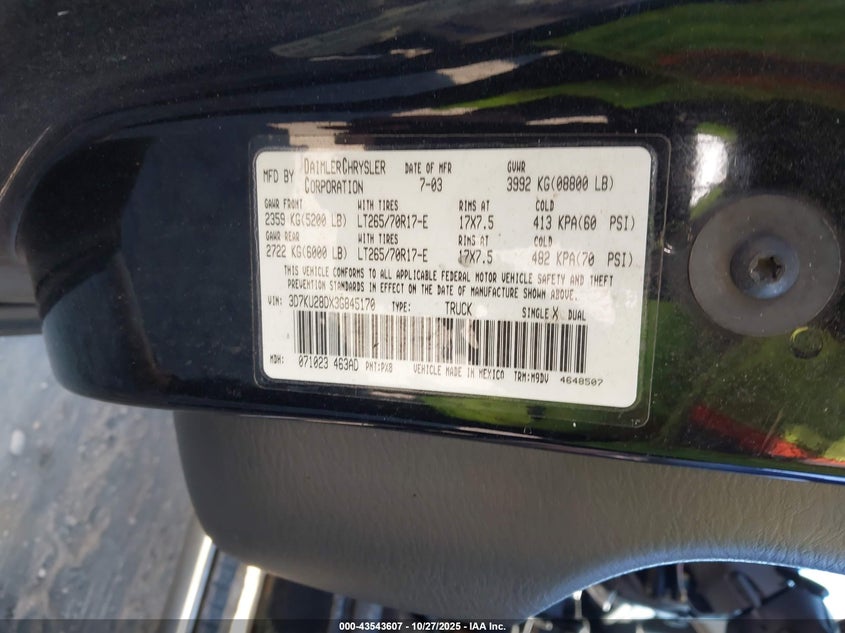 MFD BY DAIMLERCHRYSLER CORPORATION DATE OF MFR 7-03 GVWR 3992 KG(08800 LB)
GAWR FRONT WITH TIRES RIMS AT COLD
2359 KG(5200 LB) LT265/70R17-E 17X7.5 413 KPA(60 PSI)
GAWR REAR WITH TIRES RIMS AT COLD
2722 KG(6000 LB) LT265/70R17-E 17X7.5 482 KPA(70 PSI)
THIS VEHICLE CONFORMS TO ALL APPLICABLE FEDERAL MOTOR VEHICLE SAFETY AND THEFT
PREVENTION STANDARDS IN EFFECT ON THE DATE OF MANUFACTURE SHOWN ABOVE.
VIN: 3D7KU28DX3G845170 TYPE: TRUCK SINGLE X DUAL
MDH: 071023 463AD PNT:PX8 VEHICLE MADE IN MEXICO TRM:M9DV 4648507
000-43543607 - 10/27/2025 - IAA Inc.